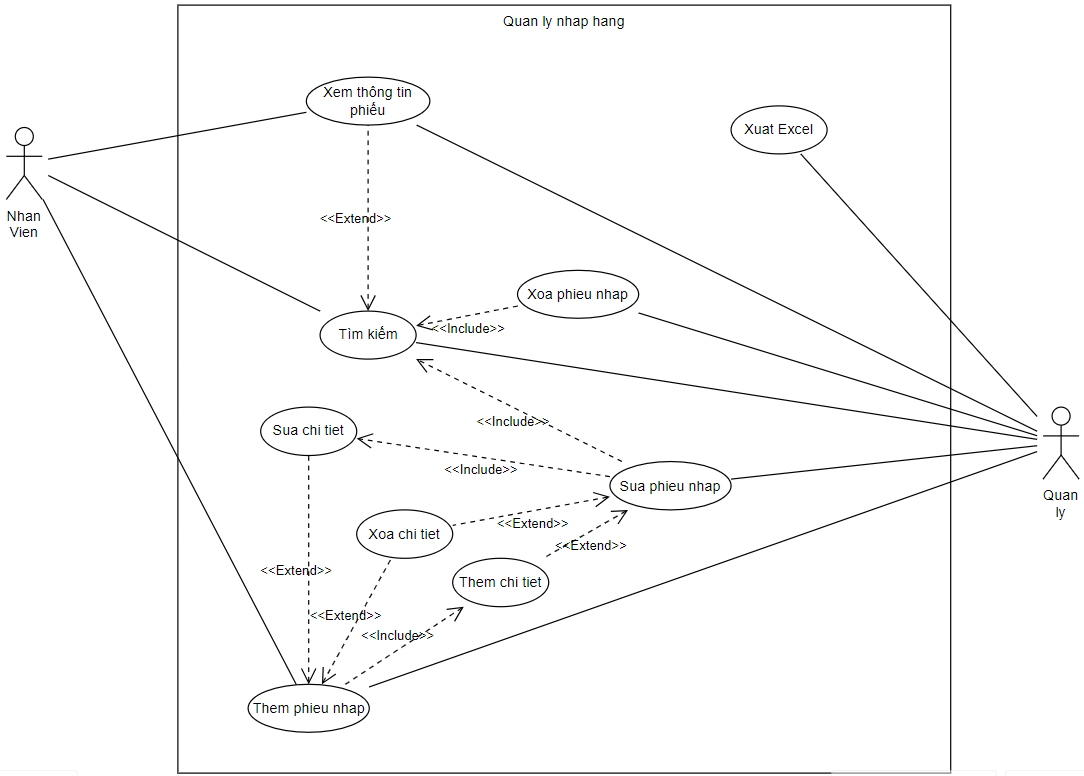 Quan ly nhap hang
Xem thông tin
phiếu
Xuat Excel
Nhan
Vien
<<Extend>>
Xoa phieu nhap
<<Include>>
Tìm kiếm
<<Include>>
Sua chi tiet
<<Include>>
Sua phieu nhap
Quan
ly
Xoa chi tiet
<<Extend>>
<<Extend>>
<<Extend>>
Them chi tiet
<<Extend>>
<<Include>>
Them phieu nhap